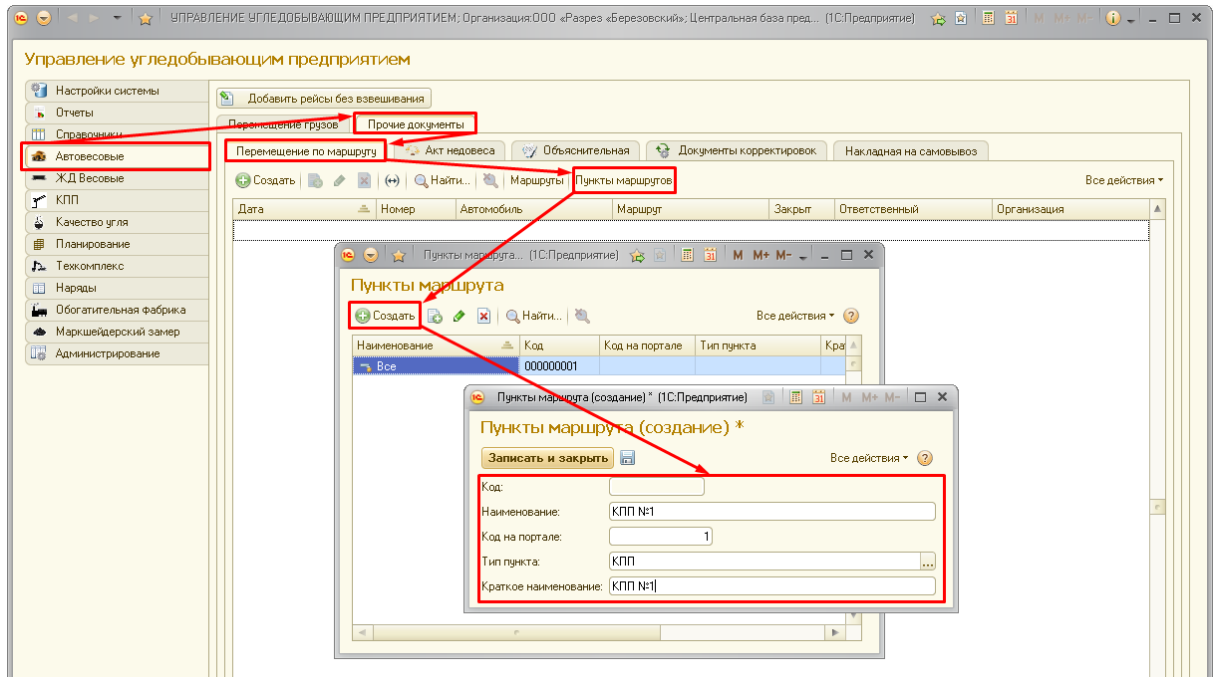 УПРАВЛЕНИЕ УГЛЕДОБЫВАЮЩИМ ПРЕДПРИЯТИЕМ; Организация:ООО «Разрез «Березовский»; Центральная база пред... (1С:Предприятие) M M+ M-
Управление угледобывающим предприятием
Настройки системы
Отчеты
Справочники
Автовесовые
ЖД Весовые
КПП
Качество угля
Планирование
Техкомплекс
Наряды
Обогатительная фабрика
Маркшейдерский замер
Администрирование
Добавить рейсы без взвешивания
Перемещение грузов Прочие документы
Перемещение по маршруту Акт недовеса Объяснительная Документы корректировок Накладная на самовывоз
Создать Найти... Маршруты Пункты маршрутов Все действия
Дата Номер Автомобиль Маршрут Закрыт Ответственный Организация
Пункты маршрута... (1С:Предприятие) M M+ M-
Пункты маршрута
Создать Найти... Все действия
Наименование Код Код на портале Тип пункта Кра
Все 000000001
Пункты маршрута (создание) * (1С:Предприятие) M M+ M-
Пункты маршрута (создание) *
Записать и закрыть Все действия
Код:
Наименование: КПП №1
Код на портале: 1
Тип пункта: КПП ...
Краткое наименование: КПП №1